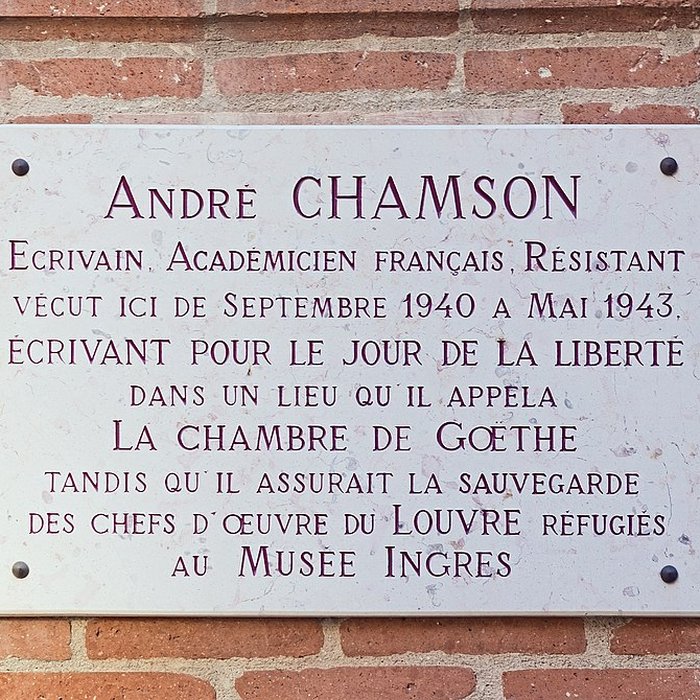 ANDRÉ CHAMSON
ECRIVAIN, ACADÉMICIEN FRANÇAIS, RÉSISTANT
VÉCUT ICI DE SEPTEMBRE 1940 A MAI 1943,
ÉCRIVANT POUR LE JOUR DE LA LIBERTÉ
DANS UN LIEU QU'IL APPELA
LA CHAMBRE DE GŒTHE
TANDIS QU'IL ASSURAIT LA SAUVEGARDE
DES CHEFS D'ŒUVRE DU LOUVRE RÉFUGIÉS
AU MUSÉE INGRES